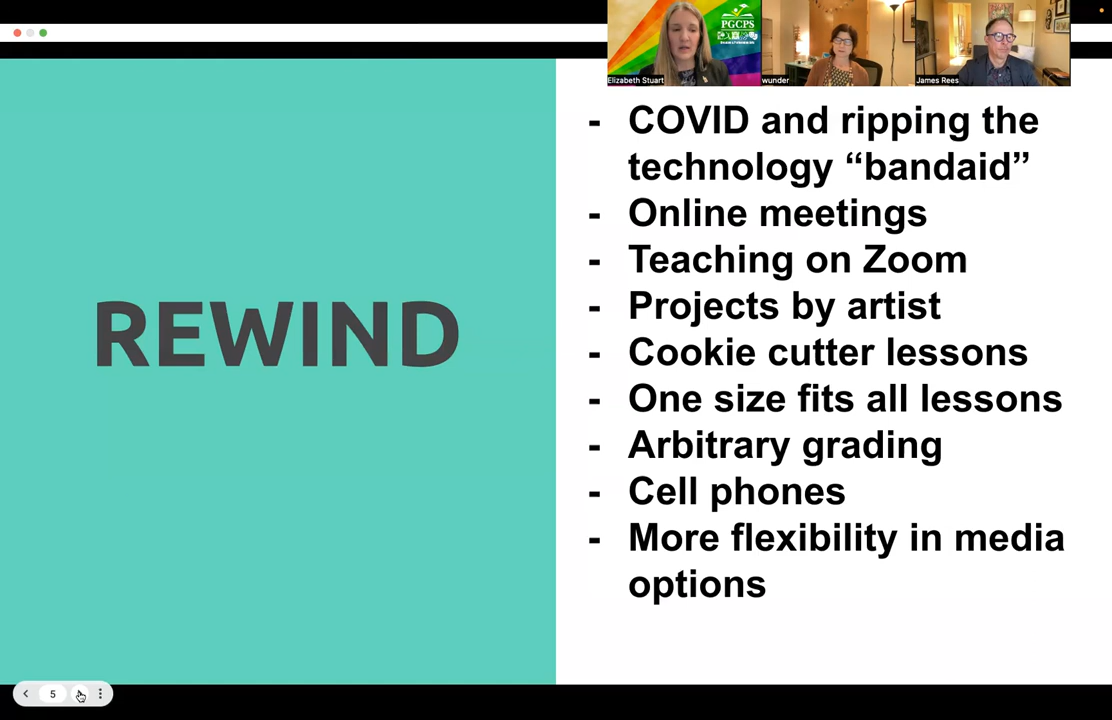 PGCPS
Elizabeth Stuart
wunder
James Rees
REWIND
- COVID and ripping the
technology “bandaid”
- Online meetings
- Teaching on Zoom
- Projects by artist
- Cookie cutter lessons
- One size fits all lessons
- Arbitrary grading
- Cell phones
- More flexibility in media
options
5